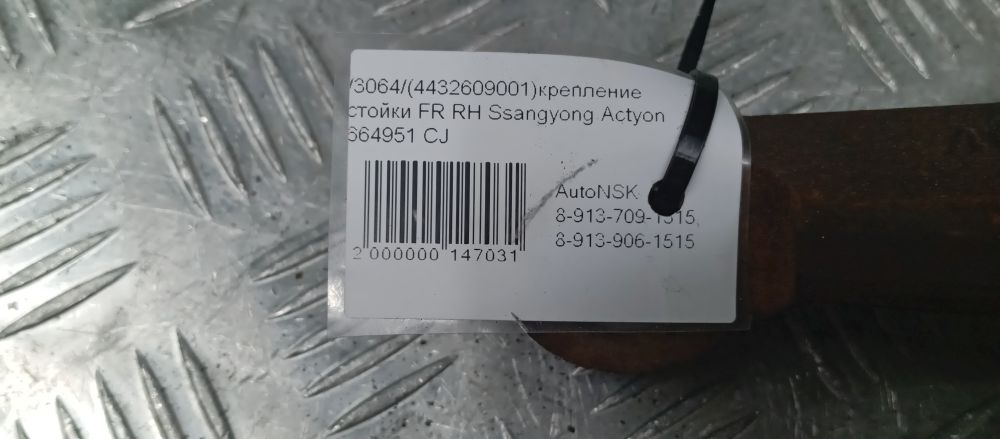 /3064/(4432609001)крепление
стойки FR RH Ssangyong Actyon
664951 CJ
2 000000 147031
AutoNSK
8-913-709-1515,
8-913-906-1515